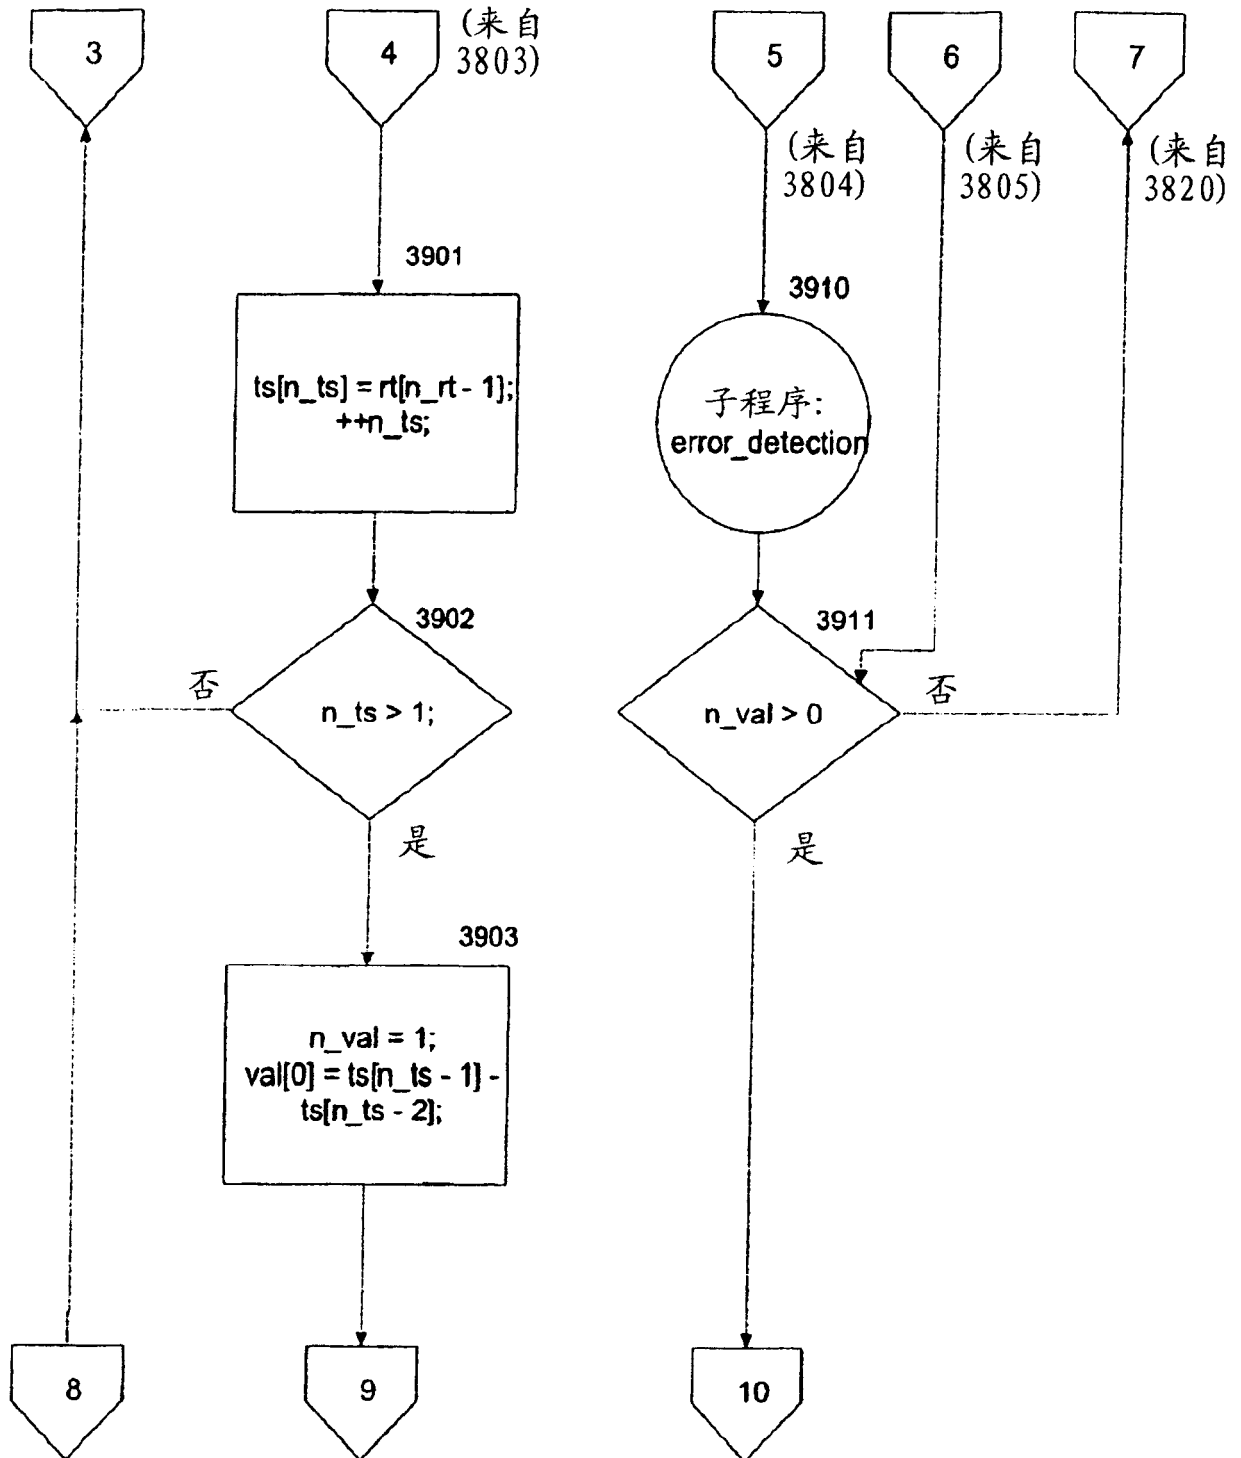 3
4
(来自
3803)
5
(来自
3804)
6
(来自
3805)
7
(来自
3820)
3901
ts[n_ts] = rt[n_rt - 1];
++n_ts;
3902
n_ts > 1;
否
是
3903
n_val = 1;
val[0] = ts[n_ts - 1] -
ts[n_ts - 2];
3910
子程序:
error_detection
3911
n_val > 0
否
是
8
9
10